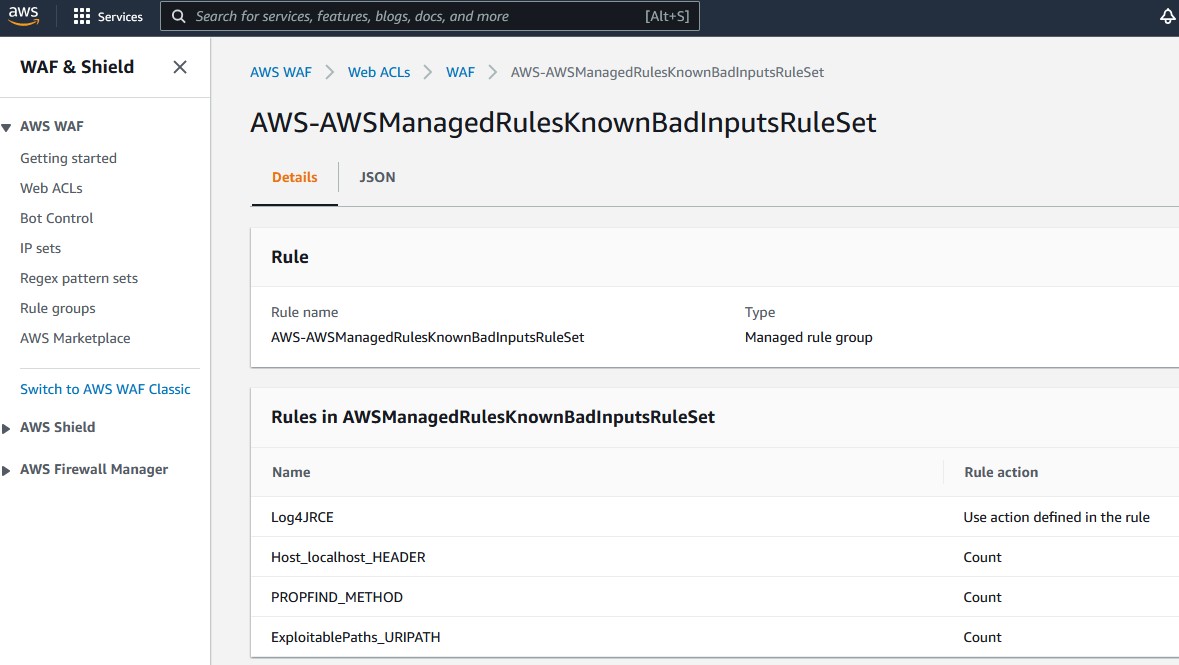 aws Services Search for services, features, blogs, docs, and more [Alt+S]
WAF & Shield
AWS WAF
Getting started
Web ACLs
Bot Control
IP sets
Regex pattern sets
Rule groups
AWS Marketplace
Switch to AWS WAF Classic
AWS Shield
AWS Firewall Manager
AWS WAF Web ACLs WAF AWS-AWSManagedRulesKnownBadInputsRuleSet
AWS-AWSManagedRulesKnownBadInputsRuleSet
Details JSON
Rule
Rule name Type
AWS-AWSManagedRulesKnownBadInputsRuleSet Managed rule group
Rules in AWSManagedRulesKnownBadInputsRuleSet
Name Rule action
Log4JRCE Use action defined in the rule
Host_localhost_HEADER Count
PROPFIND_METHOD Count
ExploitablePaths_URIPATH Count